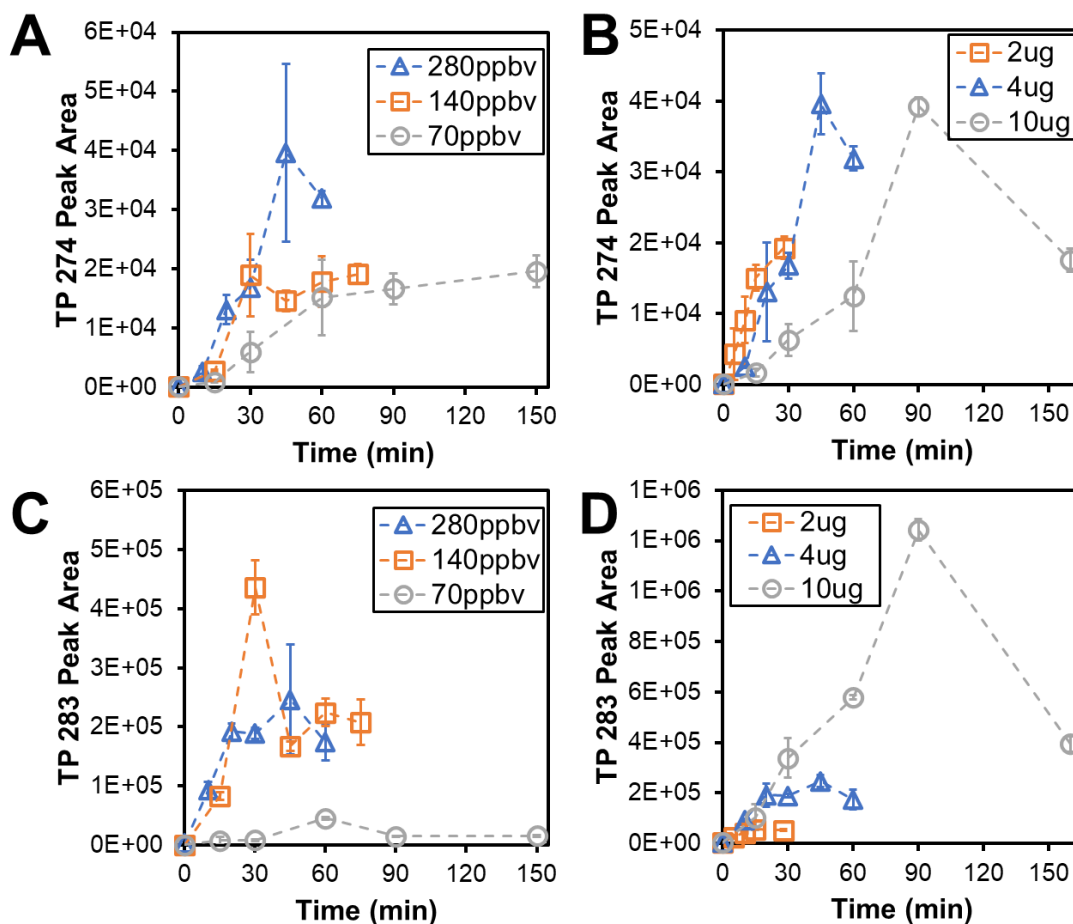 A
TP 274 Peak Area
6E+04
5E+04
4E+04
3E+04
2E+04
1E+04
0E+00
280ppbv
140ppbv
70ppbv
0 30 60 90 120 150
Time (min)
B
TP 274 Peak Area
5E+04
4E+04
3E+04
2E+04
1E+04
0E+00
2ug
4ug
10ug
0 30 60 90 120 150
Time (min)
C
TP 283 Peak Area
6E+05
5E+05
4E+05
3E+05
2E+05
1E+05
0E+00
280ppbv
140ppbv
70ppbv
0 30 60 90 120 150
Time (min)
D
TP 283 Peak Area
1E+06
1E+06
1E+06
8E+05
6E+05
4E+05
2E+05
0E+00
2ug
4ug
10ug
0 30 60 90 120 150
Time (min)